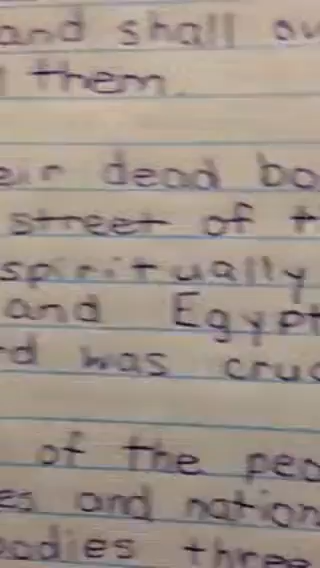 and shall ov
them.
eir dead bo
street of t
spiritually
and Egypt
rd was cruc
of the peo
es and nation
odies three